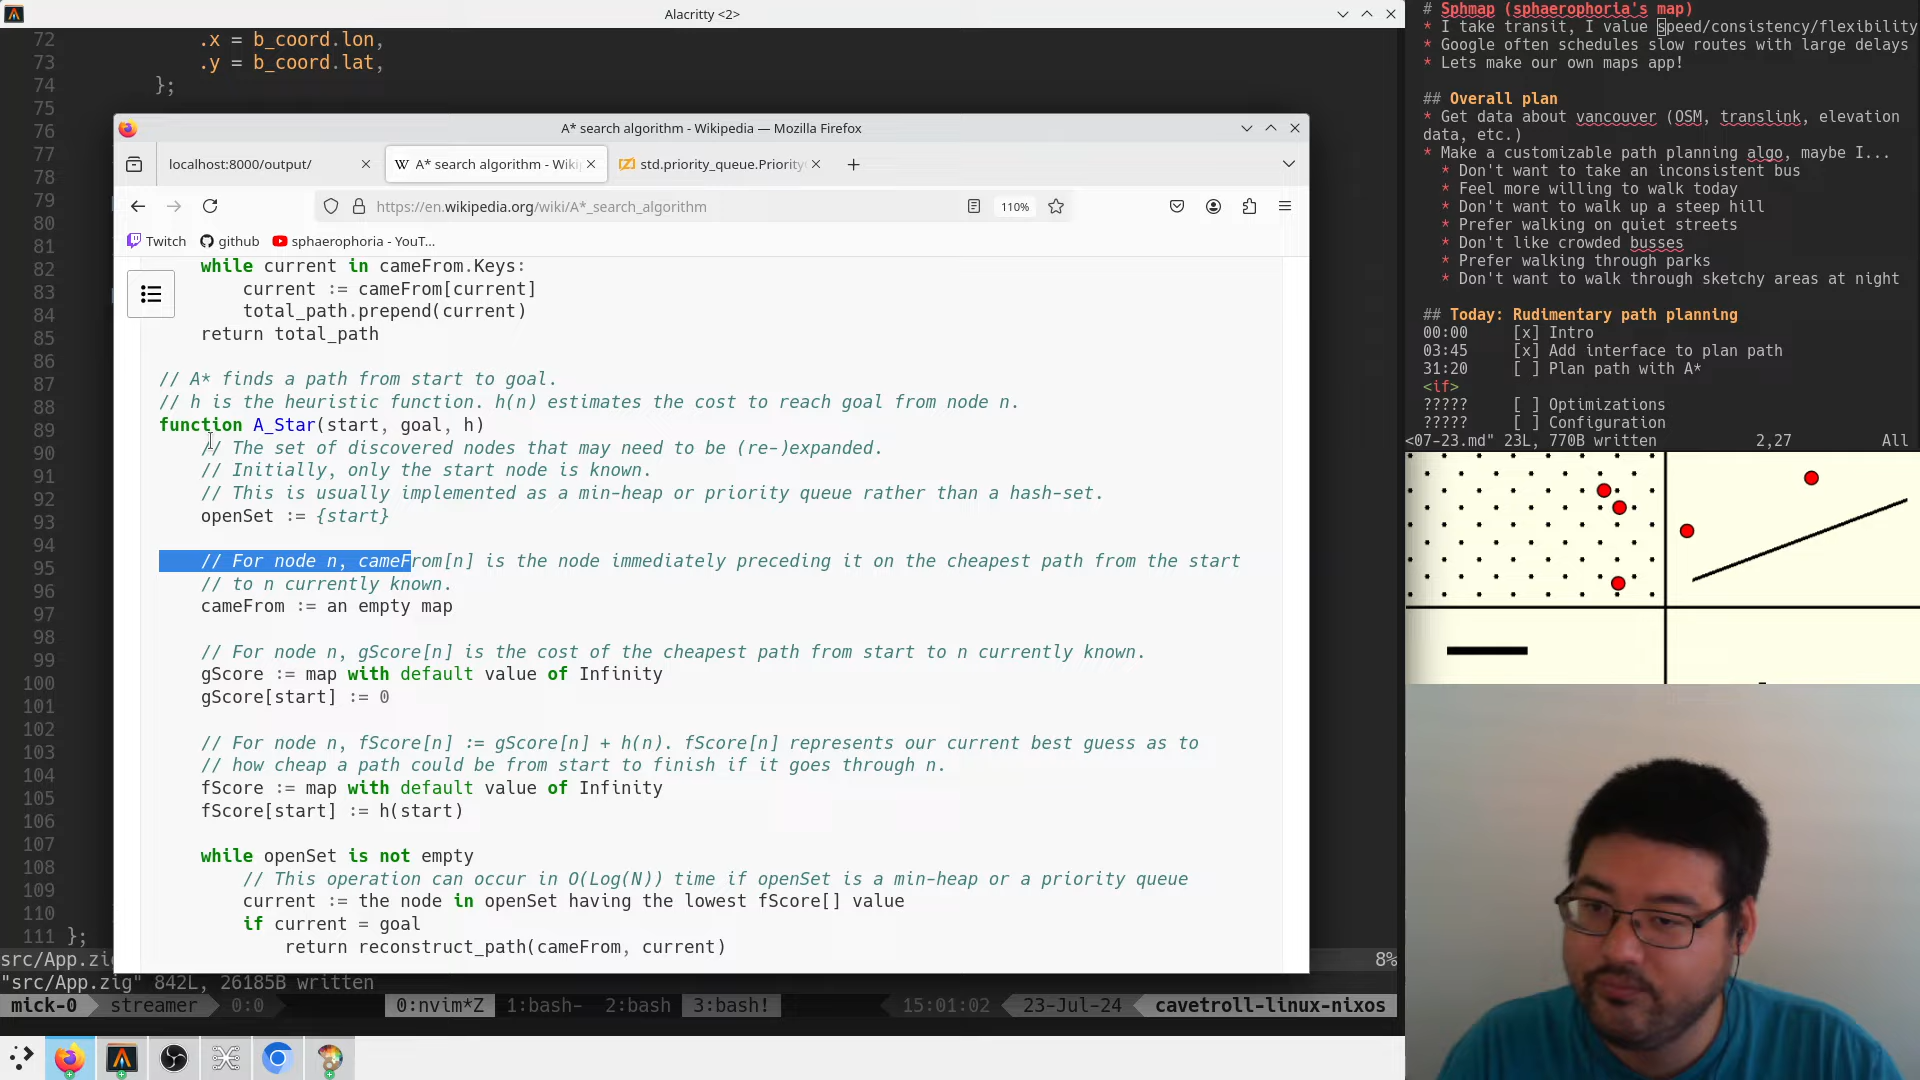 Alacritty <2>
72 .x = b_coord.lon,
73 .y = b_coord.lat,
74 };
75
76
77
78
79
80
81
82
83
84
85
86
87
88
89
90
91
92
93
94
95
96
97
98
99
100
101
102
103
104
105
106
107
108
109
110
111 };
src/App.zi
8%
"src/App.zig" 842L, 26185B written
mick-0 streamer 0:0 0:nvim*Z 1:bash- 2:bash 3:bash! 15:01:02 23-Jul-24 cavetroll-linux-nixos
A* search algorithm - Wikipedia — Mozilla Firefox
localhost:8000/output/
A* search algorithm - Wiki
std.priority_queue.Priority
https://en.wikipedia.org/wiki/A*_search_algorithm
110%
Twitch github sphaerophoria - YouT...
while current in cameFrom.Keys:
current := cameFrom[current]
total_path.prepend(current)
return total_path
// A* finds a path from start to goal.
// h is the heuristic function. h(n) estimates the cost to reach goal from node n.
function A_Star(start, goal, h)
// The set of discovered nodes that may need to be (re-)expanded.
// Initially, only the start node is known.
// This is usually implemented as a min-heap or priority queue rather than a hash-set.
openSet := {start}
// For node n, cameFrom[n] is the node immediately preceding it on the cheapest path from the start
// to n currently known.
cameFrom := an empty map
// For node n, gScore[n] is the cost of the cheapest path from start to n currently known.
gScore := map with default value of Infinity
gScore[start] := 0
// For node n, fScore[n] := gScore[n] + h(n). fScore[n] represents our current best guess as to
// how cheap a path could be from start to finish if it goes through n.
fScore := map with default value of Infinity
fScore[start] := h(start)
while openSet is not empty
// This operation can occur in O(Log(N)) time if openSet is a min-heap or a priority queue
current := the node in openSet having the lowest fScore[] value
if current = goal
return reconstruct_path(cameFrom, current)
# Sphmap (sphaerophoria's map)
* I take transit, I value speed/consistency/flexibility
* Google often schedules slow routes with large delays
* Lets make our own maps app!
## Overall plan
* Get data about vancouver (OSM, translink, elevation
data, etc.)
* Make a customizable path planning algo, maybe I...
* Don't want to take an inconsistent bus
* Feel more willing to walk today
* Don't want to walk up a steep hill
* Prefer walking on quiet streets
* Don't like crowded busses
* Prefer walking through parks
* Don't want to walk through sketchy areas at night
## Today: Rudimentary path planning
00:00 [x] Intro
03:45 [x] Add interface to plan path
31:20 [ ] Plan path with A*
<if>
????? [ ] Optimizations
????? [ ] Configuration
<07-23.md" 23L, 770B written 2,27 All